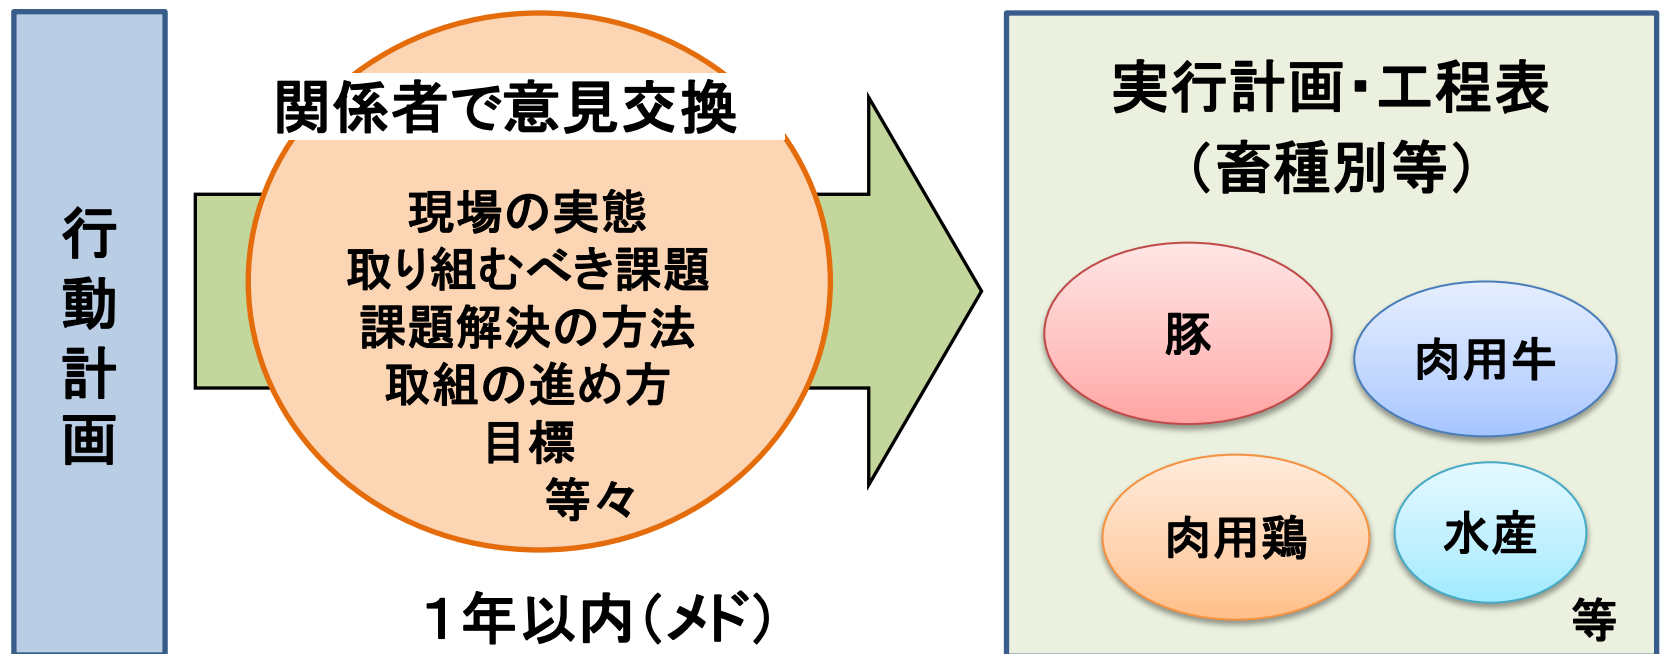 行動計画
関係者で意見交換
現場の実態
取り組むべき課題
課題解決の方法
取組の進め方
目標
等々
１年以内（メド）
実行計画・工程表
（畜種別等）
豚
肉用牛
肉用鶏
水産
等